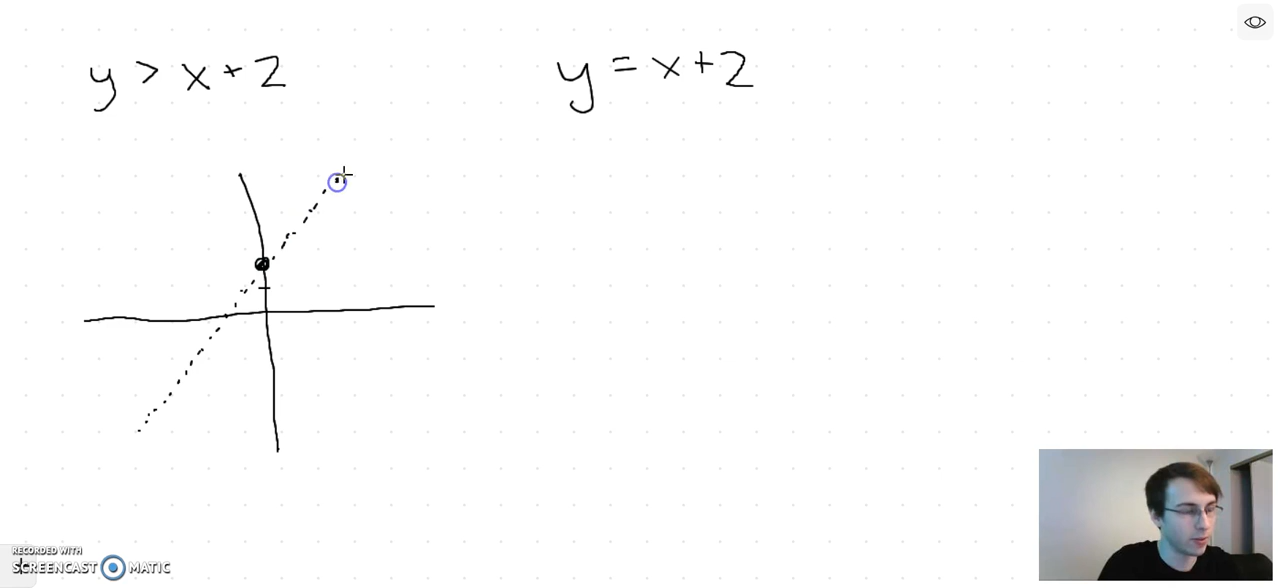 y > x + 2
y = x + 2
RECORDED WITH
SCREENCAST MATIC